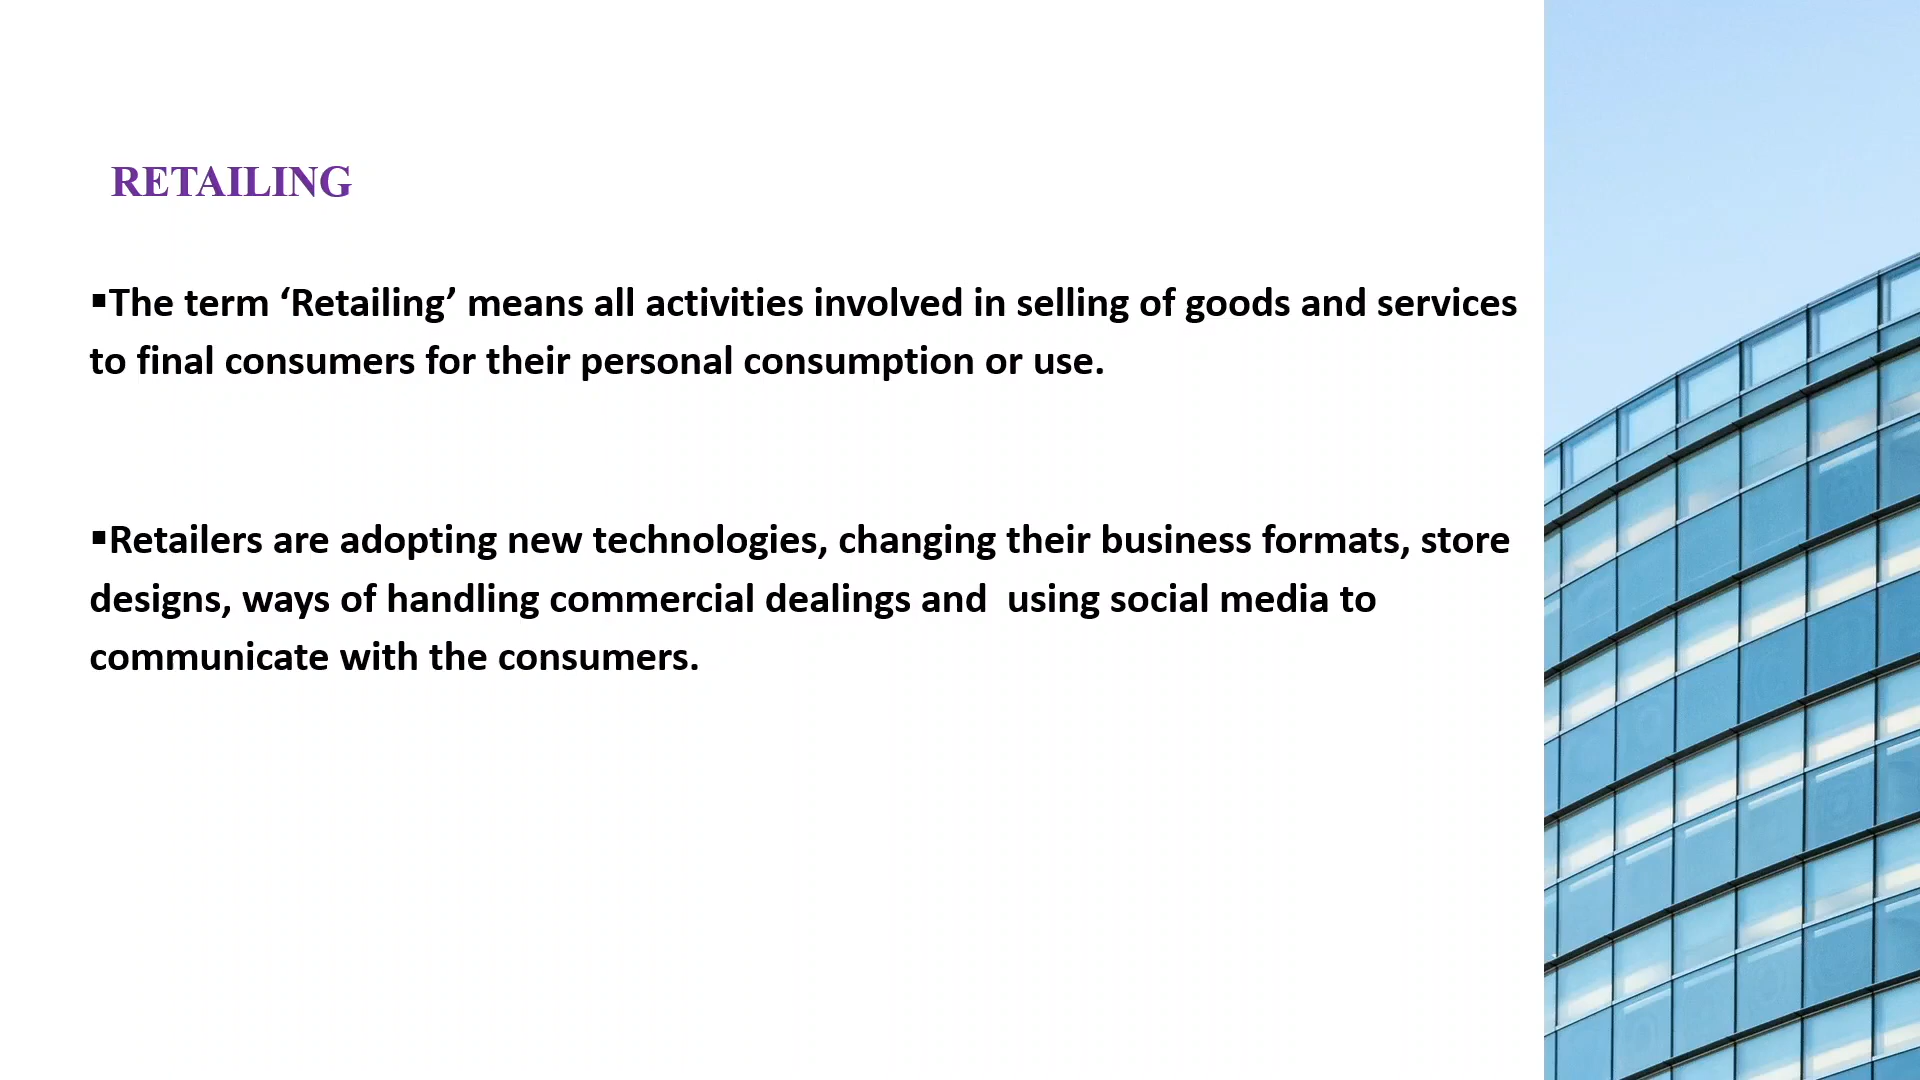 RETAILING
▪The term ‘Retailing’ means all activities involved in selling of goods and services
to final consumers for their personal consumption or use.
▪Retailers are adopting new technologies, changing their business formats, store
designs, ways of handling commercial dealings and  using social media to
communicate with the consumers.